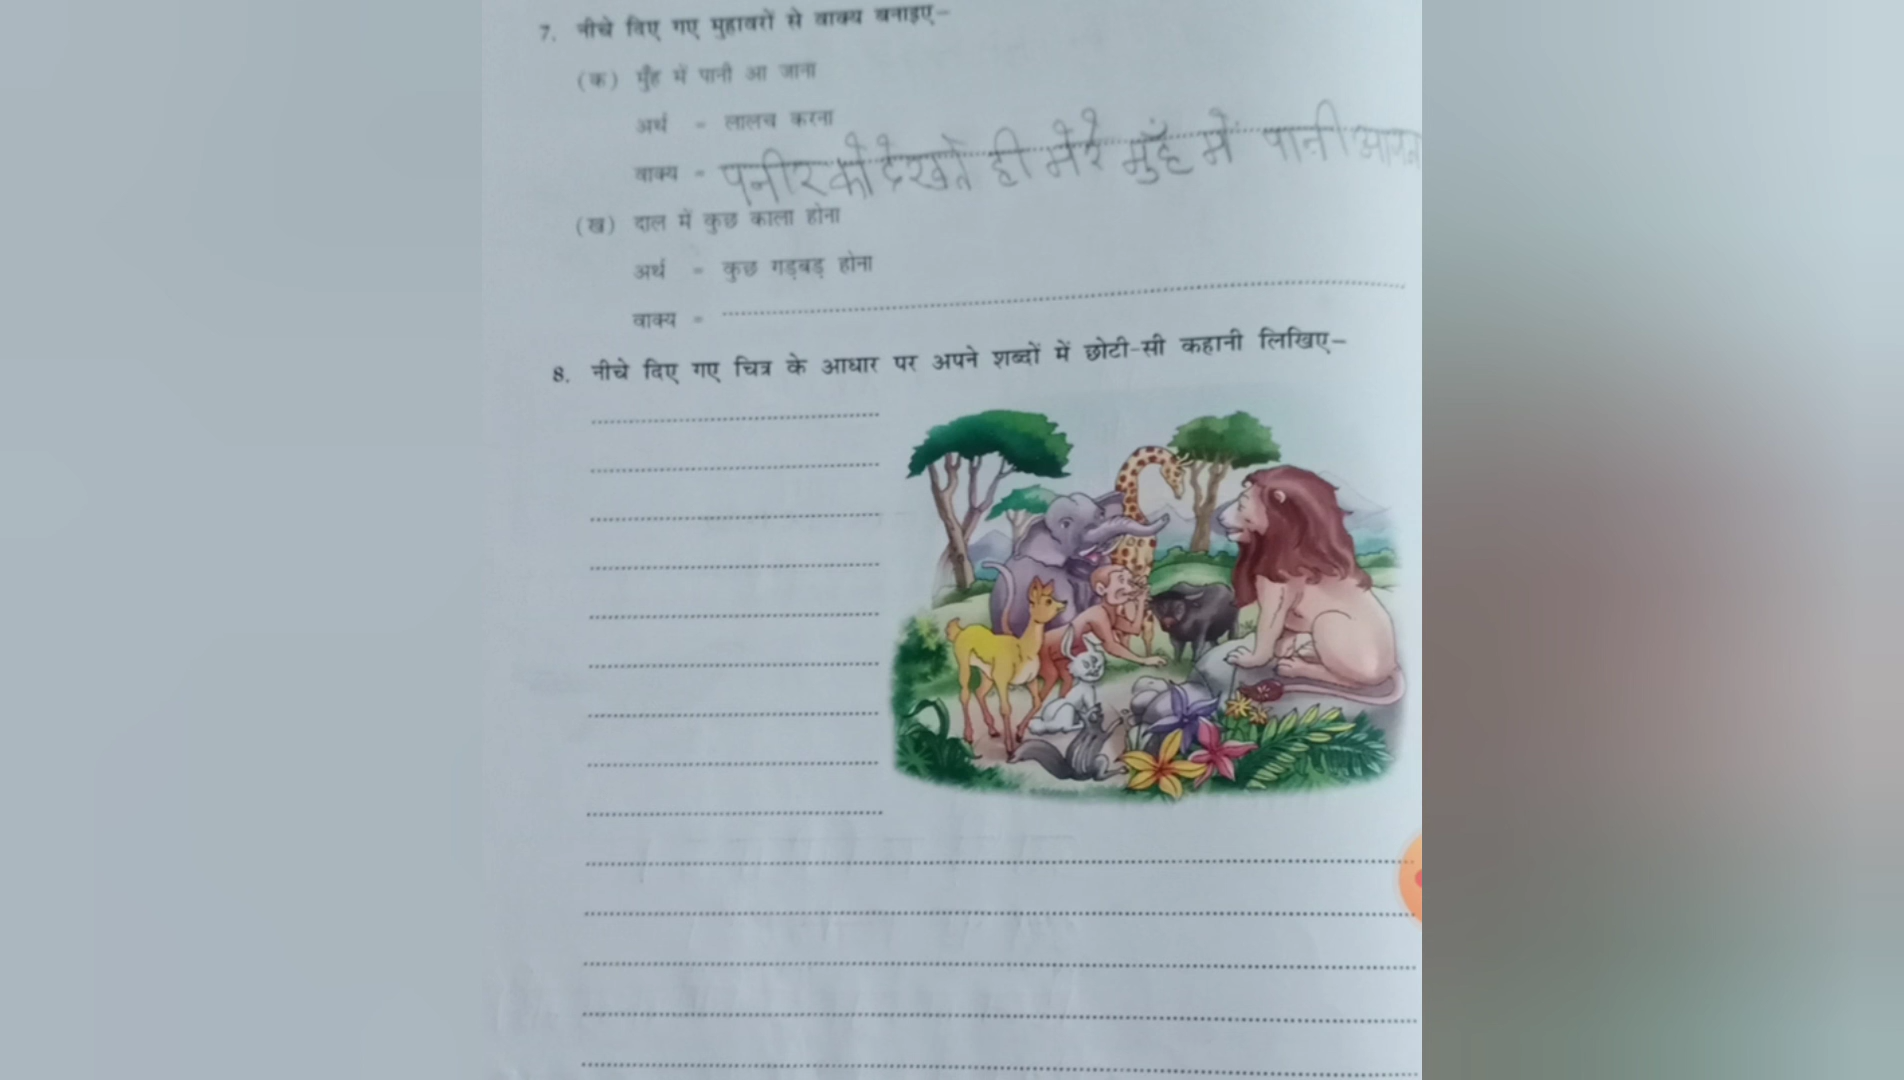 7. नीचे दिए गए मुहावरों से वाक्य बनाइए–
(क) मुँह में पानी आ जाना
अर्थ = लालच करना
वाक्य = पनीर को देखते ही मेरे मुँह में पानी
(ख) दाल में कुछ काला होना
अर्थ = कुछ गड़बड़ होना
वाक्य =
8. नीचे दिए गए चित्र के आधार पर अपने शब्दों में छोटी-सी कहानी लिखिए–